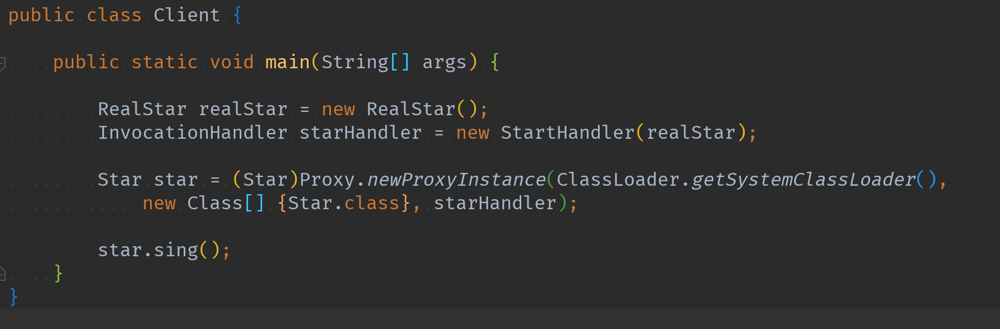 public class Client {
public static void main(String[] args) {
RealStar realStar = new RealStar();
InvocationHandler starHandler = new StartHandler(realStar);
Star star = (Star)Proxy.newProxyInstance(ClassLoader.getSystemClassLoader(),
new Class[] {Star.class}, starHandler);
star.sing();
}
}